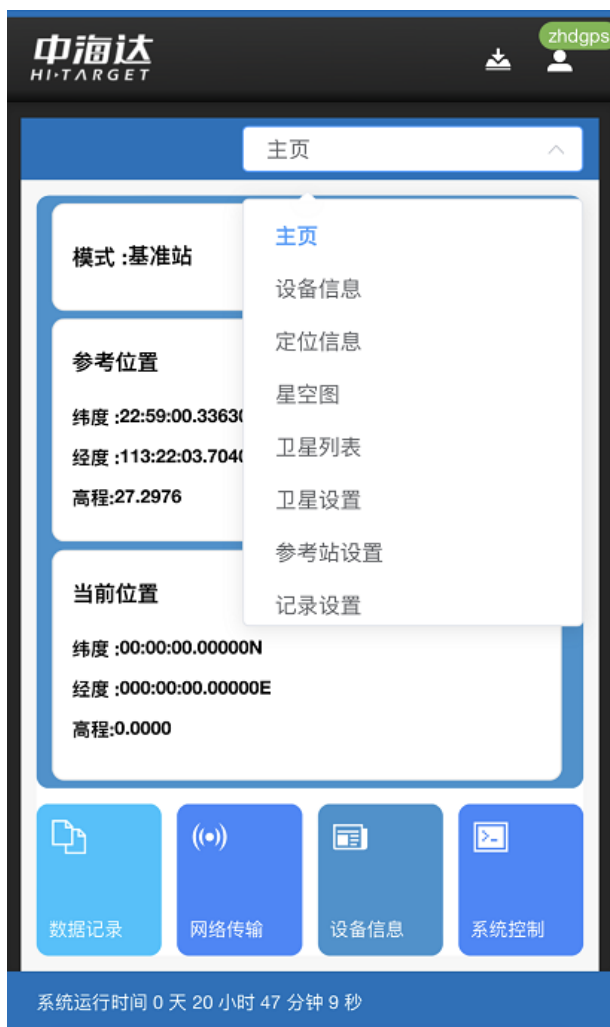 中海达
HI·TARGET
zhdgps
主页
主页
设备信息
定位信息
星空图
卫星列表
卫星设置
参考站设置
记录设置
模式 :基准站
参考位置
纬度 :22:59:00.3363
经度 :113:22:03.704
高程:27.2976
当前位置
纬度 :00:00:00.00000N
经度 :000:00:00.00000E
高程:0.0000
数据记录
网络传输
设备信息
系统控制
系统运行时间 0 天 20 小时 47 分钟 9 秒